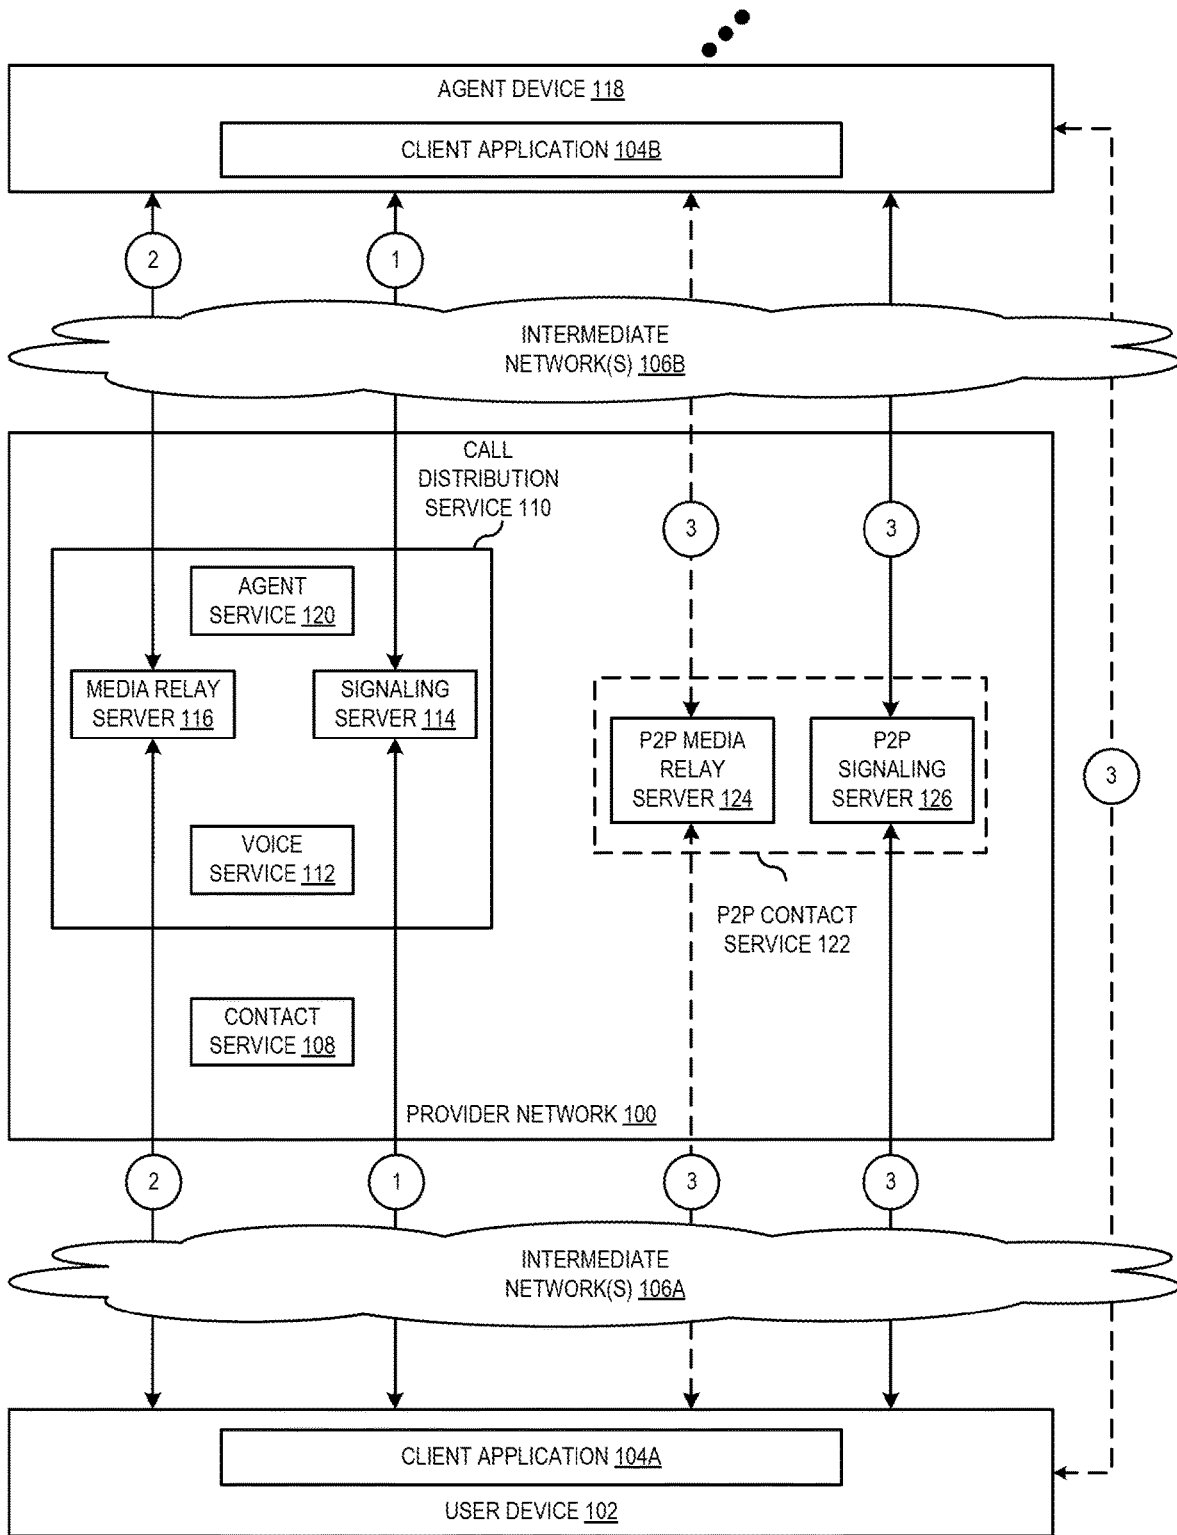 AGENT DEVICE 118
CLIENT APPLICATION 104B
2
1
INTERMEDIATE
NETWORK(S) 106B
CALL
DISTRIBUTION
SERVICE 110
3
3
AGENT
SERVICE 120
MEDIA RELAY
SERVER 116
SIGNALING
SERVER 114
P2P MEDIA
RELAY
SERVER 124
P2P
SIGNALING
SERVER 126
3
VOICE
SERVICE 112
P2P CONTACT
SERVICE 122
CONTACT
SERVICE 108
PROVIDER NETWORK 100
2
1
3
3
INTERMEDIATE
NETWORK(S) 106A
CLIENT APPLICATION 104A
USER DEVICE 102